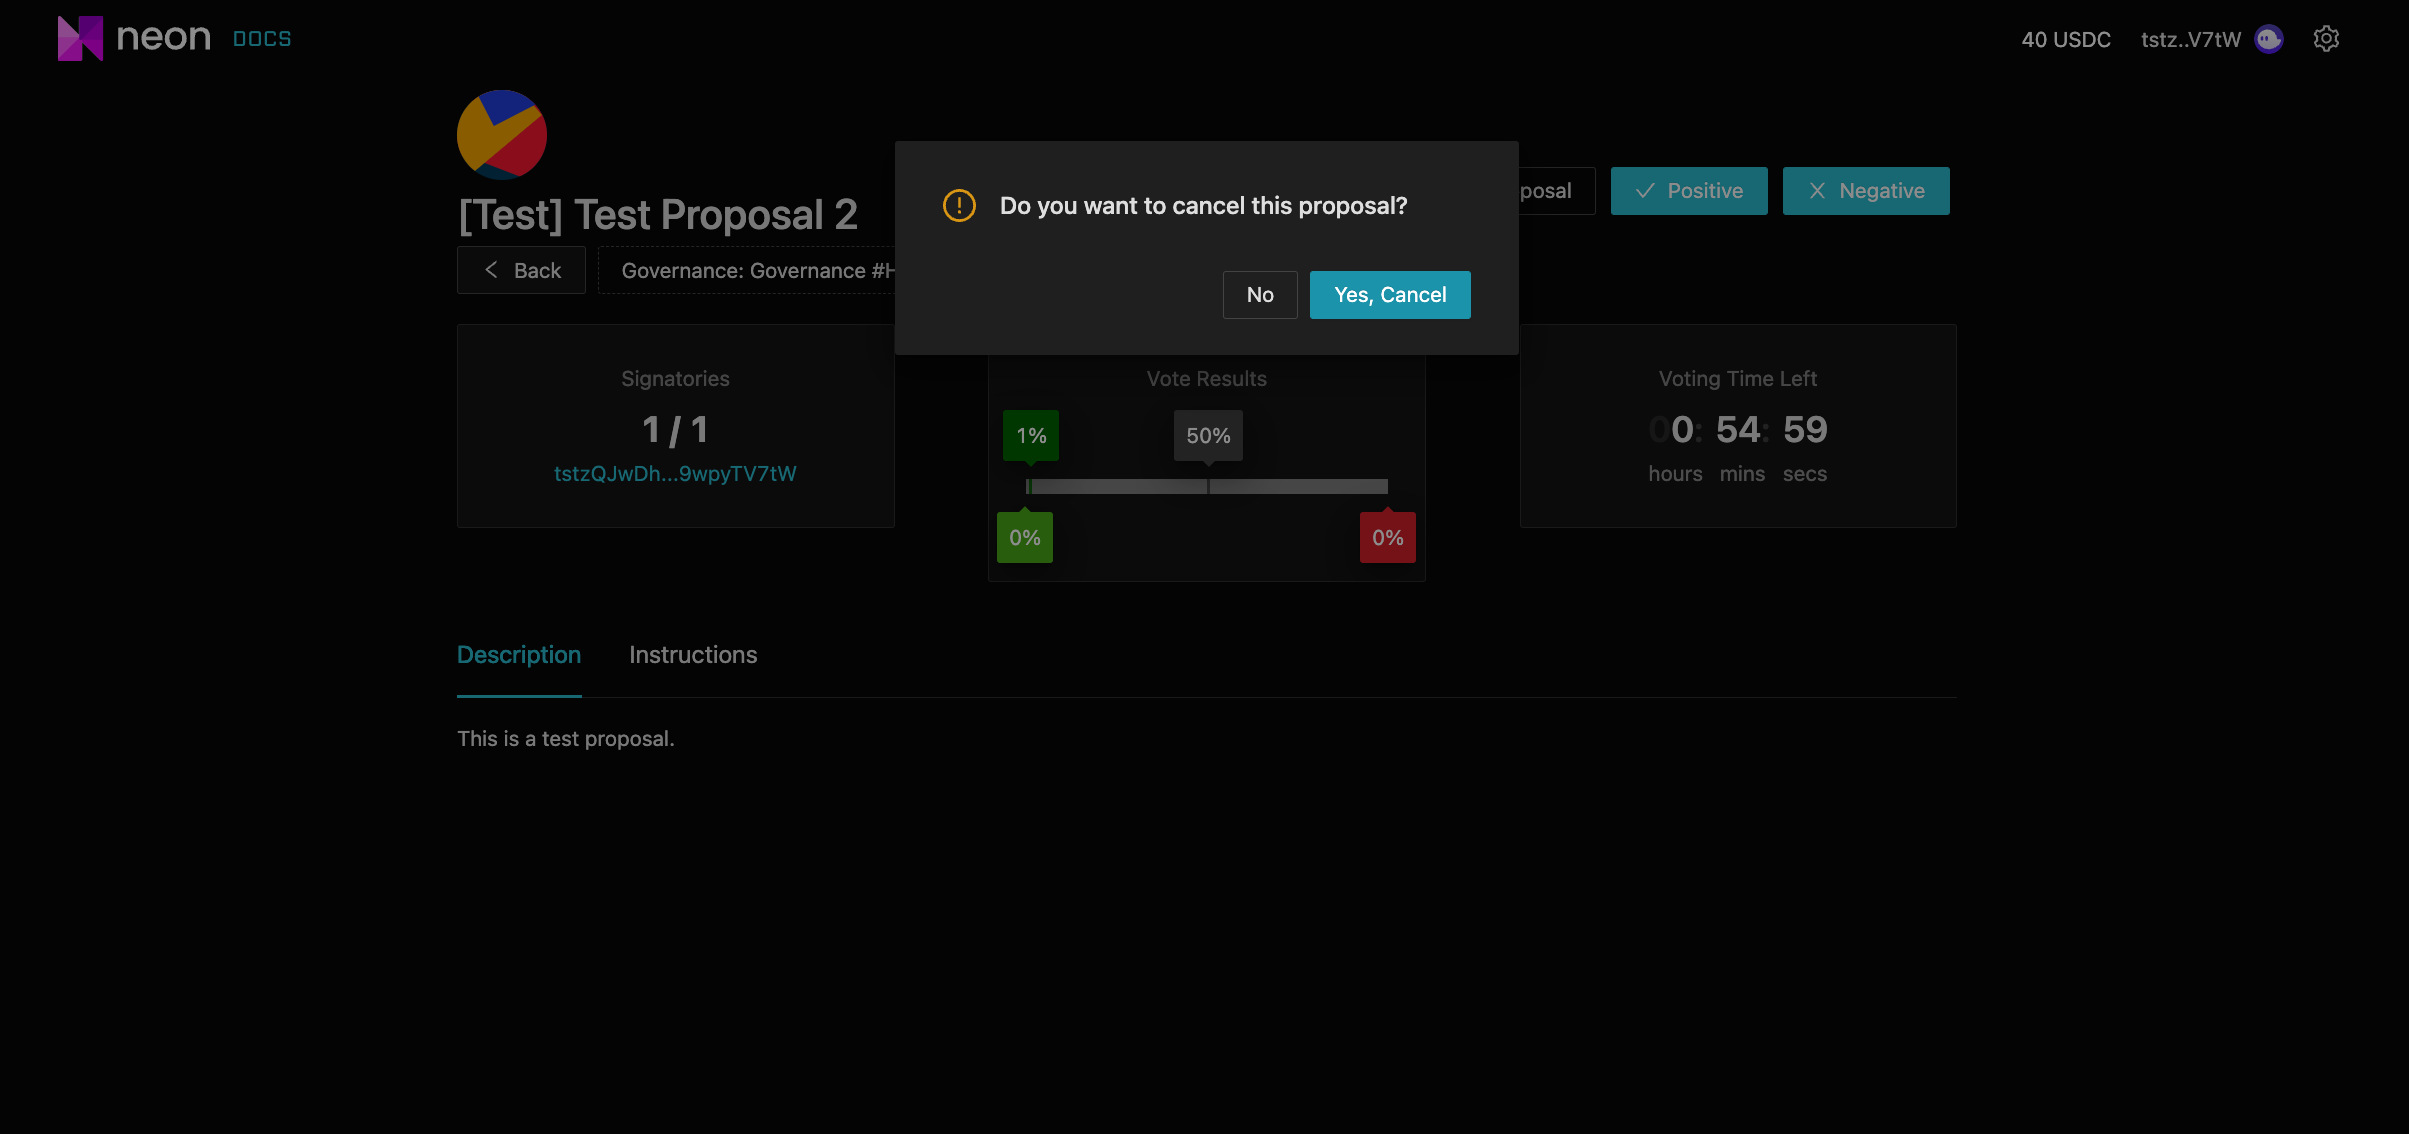 neon DOCS
40 USDC tstz..V7tW
[Test] Test Proposal 2
Do you want to cancel this proposal?
No Yes, Cancel
posal Positive Negative
Back Governance: Governance #H
Signatories
1 / 1
tstzQJwDh...9wpyTV7tW
Vote Results
1% 50%
0% 0%
Voting Time Left
00: 54: 59
hours mins secs
Description Instructions
This is a test proposal.